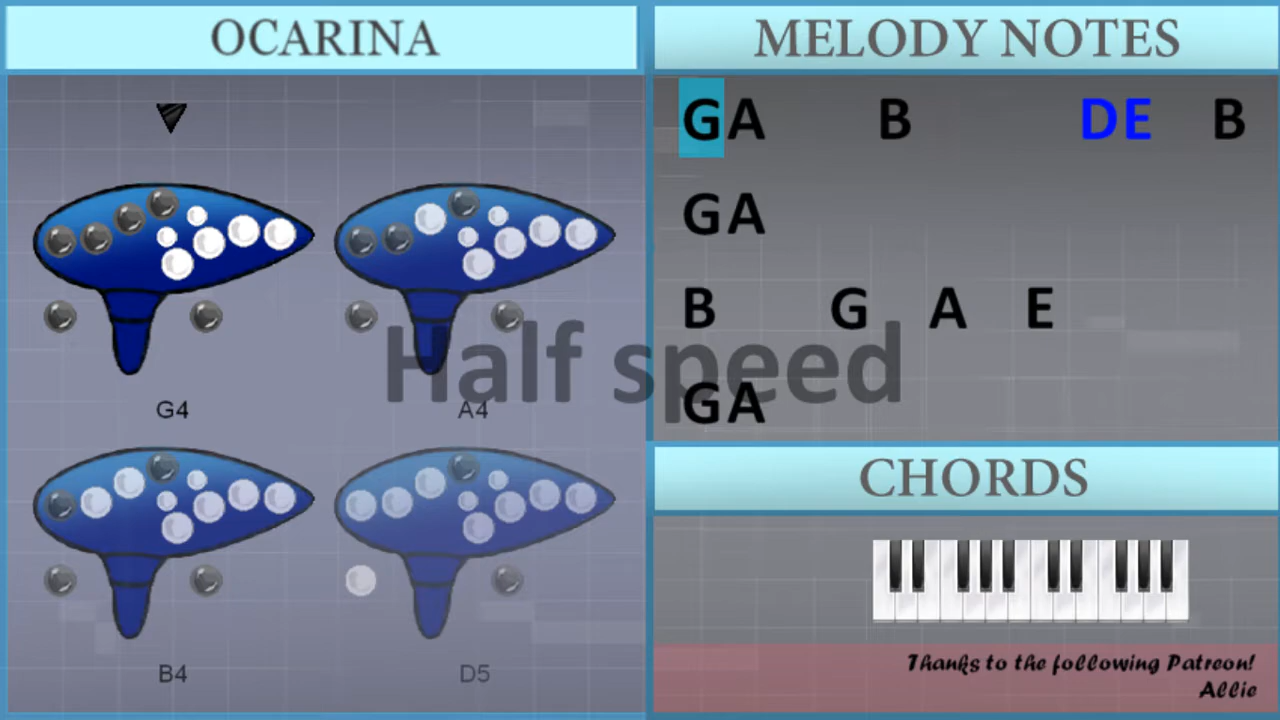 OCARINA
G4
A4
B4
D5
Half speed
MELODY NOTES
GA B DE B
GA
B G A E
GA
CHORDS
Thanks to the following Patreon!
Allie